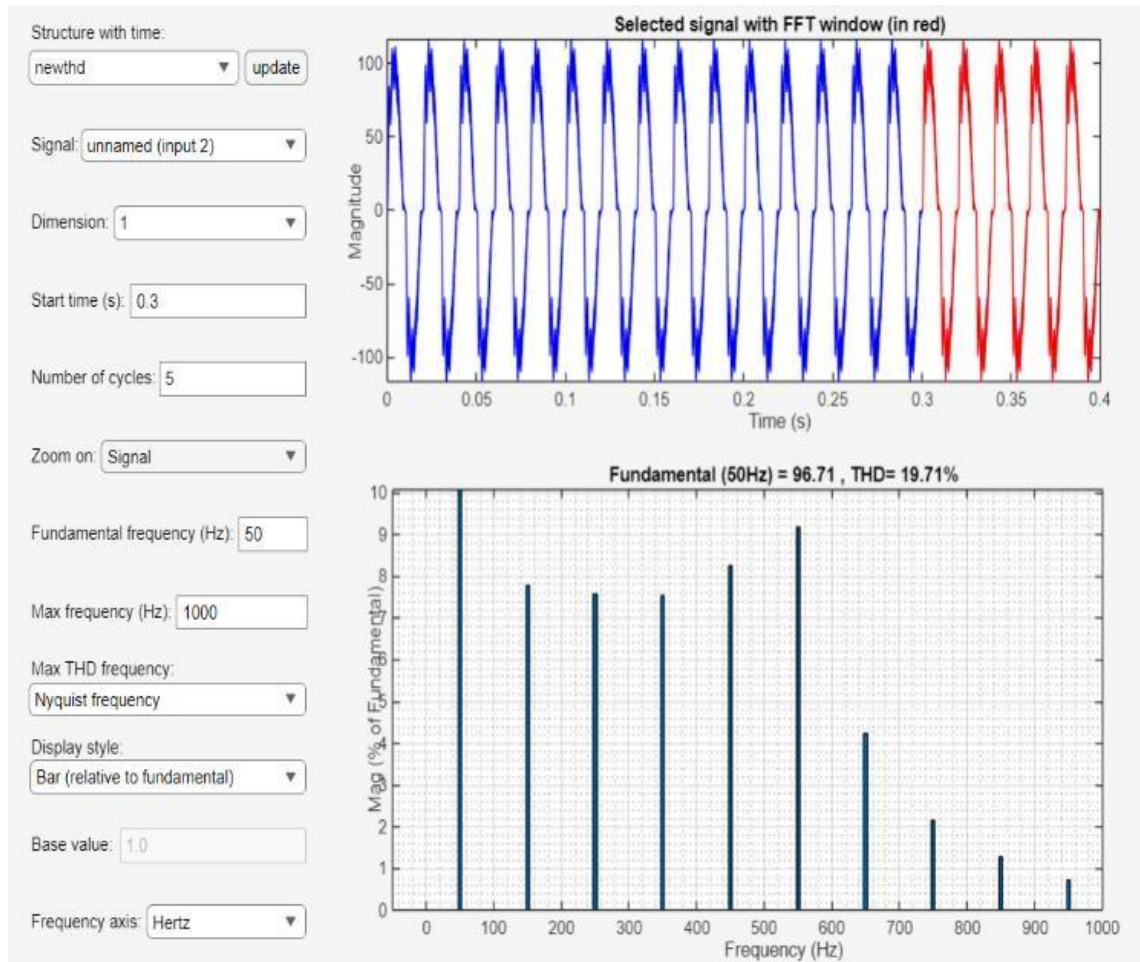 Structure with time:
newthd
update
Signal: unnamed (input 2)
Dimension: 1
Start time (s): 0.3
Number of cycles: 5
Zoom on: Signal
Fundamental frequency (Hz): 50
Max frequency (Hz): 1000
Max THD frequency:
Nyquist frequency
Display style:
Bar (relative to fundamental)
Base value: 1.0
Frequency axis: Hertz
Selected signal with FFT window (in red)
Magnitude
100
50
0
-50
-100
0 0.05 0.1 0.15 0.2 0.25 0.3 0.35 0.4
Time (s)
Fundamental (50Hz) = 96.71 , THD= 19.71%
Mag (% of Fundamental)
10
9
8
7
6
5
4
3
2
1
0
0 100 200 300 400 500 600 700 800 900 1000
Frequency (Hz)